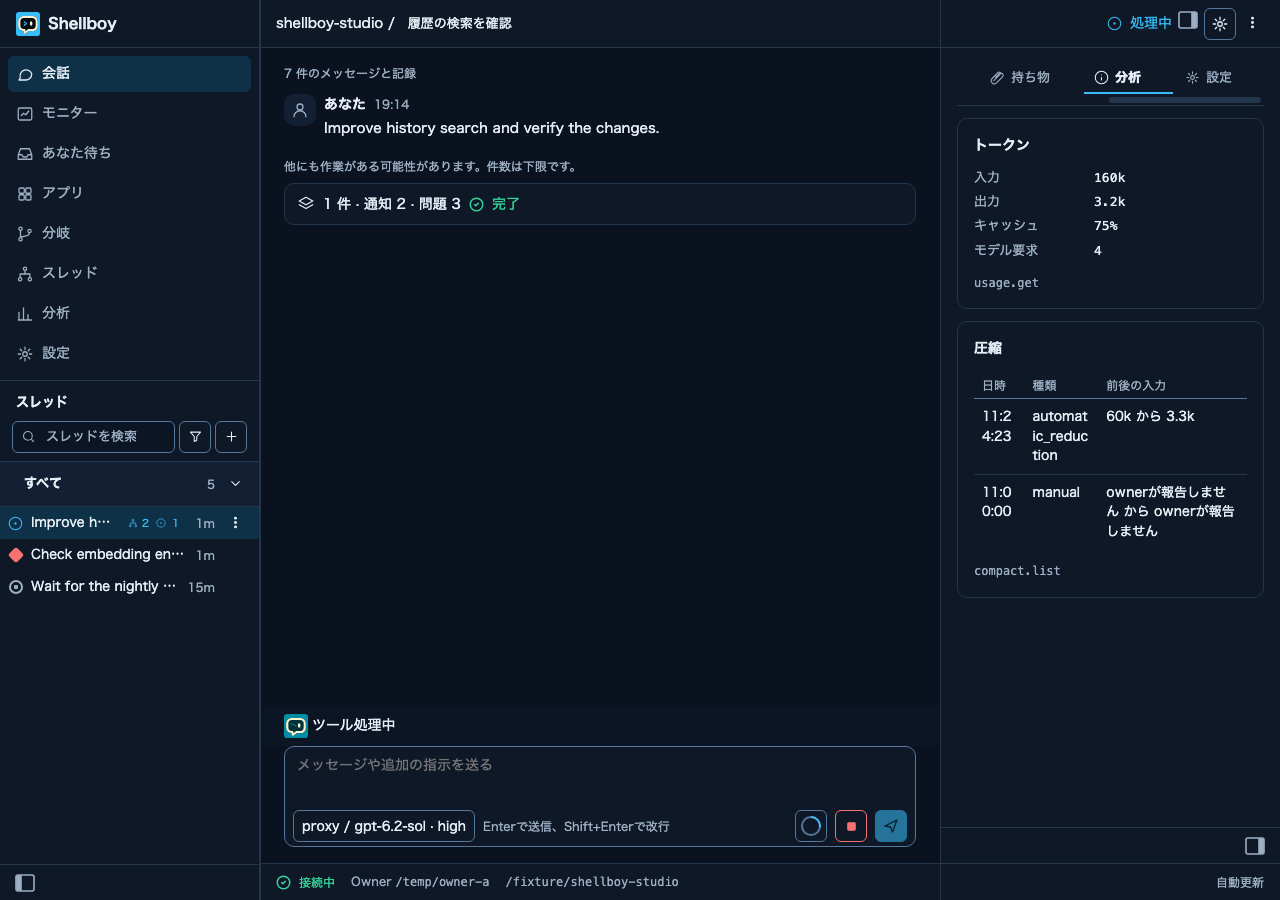 Shellboy
会話
モニター
あなた待ち
アプリ
分岐
スレッド
分析
設定
スレッド
スレッドを検索
すべて 5
Improve h… 2 1 1m
Check embedding en… 1m
Wait for the nightly … 15m
shellboy-studio / 履歴の検索を確認
処理中
7 件のメッセージと記録
あなた 19:14
Improve history search and verify the changes.
他にも作業がある可能性があります。件数は下限です。
1 件 · 通知 2 · 問題 3 完了
ツール処理中
メッセージや追加の指示を送る
proxy / gpt-6.2-sol · high Enterで送信、Shift+Enterで改行
接続中 Owner /temp/owner-a /fixture/shellboy-studio
持ち物 分析 設定
トークン
入力 160k
出力 3.2k
キャッシュ 75%
モデル要求 4
usage.get
圧縮
日時 種類 前後の入力
11:2 automat 60k から 3.3k
4:23 ic_reduc
tion
11:0 manual ownerが報告しませ
0:00 ん から ownerが報告
しません
compact.list
自動更新